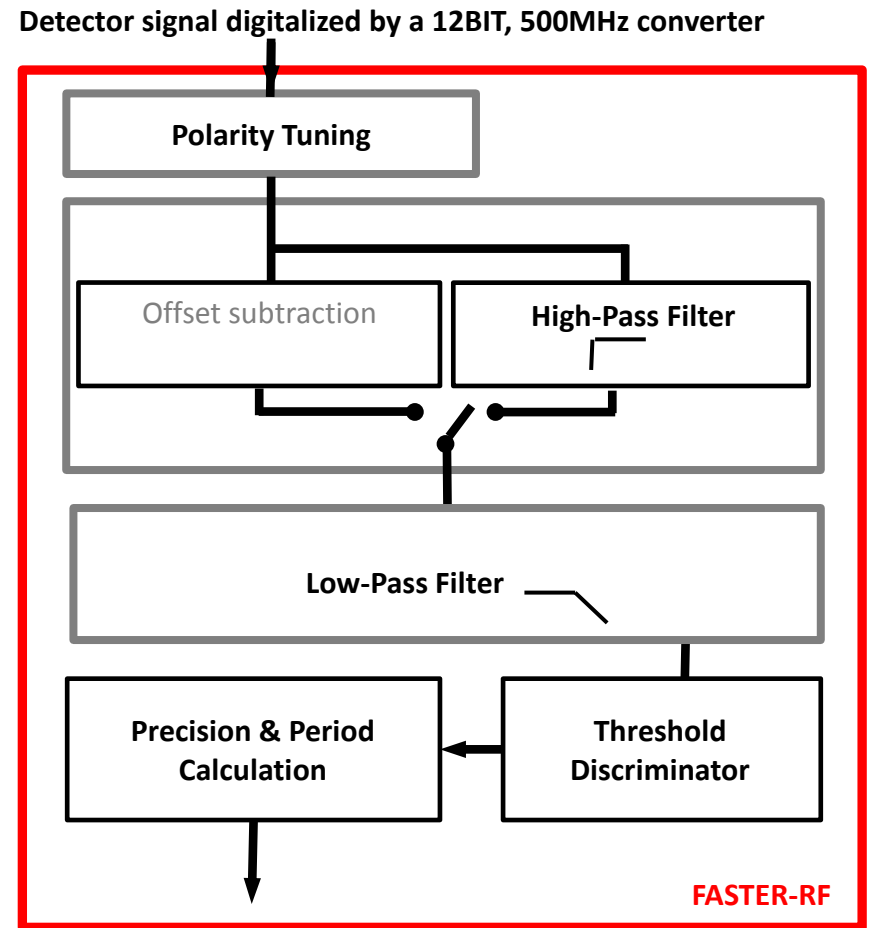 Detector signal digitalized by a 12BIT, 500MHz converter
Polarity Tuning
Offset subtraction
High-Pass Filter
Low-Pass Filter
Precision & Period
Calculation
Threshold
Discriminator
FASTER-RF